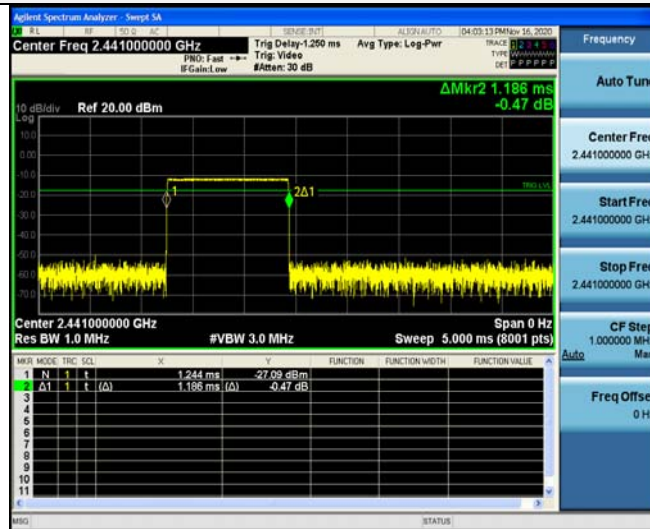 Agilent Spectrum Analyzer - Swept SA
RL RF 50 Ω AC SENSE:INT ALIGN AUTO 04:03:13 PM Nov 16, 2020
Center Freq 2.441000000 GHz Trig Delay-1.250 ms Avg Type: Log-Pwr TRACE 1 2 3 4 5 6
PNO: Fast Trig: Video TYPE
IFGain:Low #Atten: 30 dB DET P P P P P P
ΔMkr2 1.186 ms
-0.47 dB
10 dB/div Ref 20.00 dBm
Log
10.0
0.00
-10.0
-20.0
-30.0
-40.0
-50.0
-60.0
-70.0
1
2Δ1
TRIG LVL
Center 2.441000000 GHz Span 0 Hz
Res BW 1.0 MHz #VBW 3.0 MHz Sweep 5.000 ms (8001 pts)
MKR MODE TRC SCL X Y FUNCTION FUNCTION WIDTH FUNCTION VALUE
1 N 1 t 1.244 ms -27.09 dBm
2 Δ1 1 t (Δ) 1.186 ms (Δ) -0.47 dB
3
4
5
6
7
8
9
10
11
MSG STATUS
Frequency
Auto Tun
Center Fre
2.441000000 GH
Start Fre
2.441000000 GH
Stop Fre
2.441000000 GH
CF Ste
1.000000 MH
Auto Ma
Freq Offse
0 H